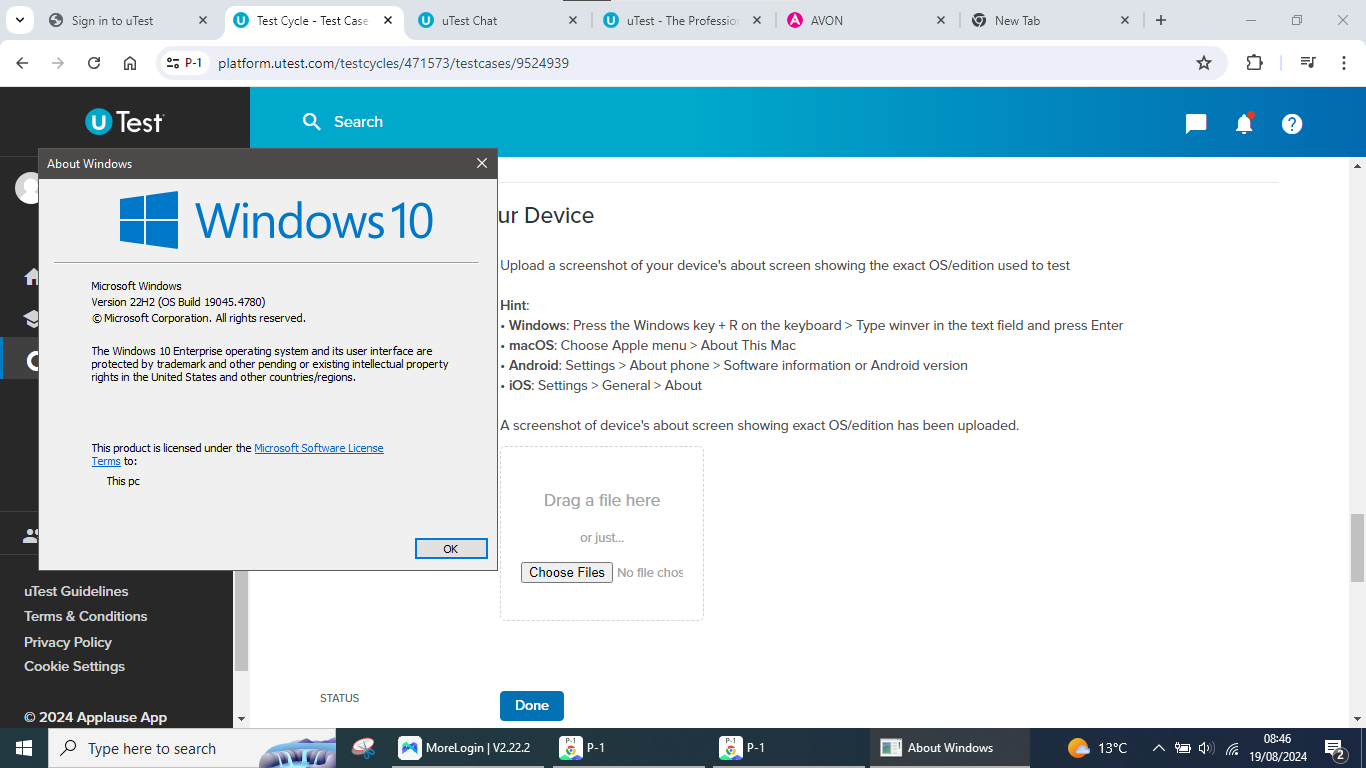 Sign in to uTest
Test Cycle - Test Case
uTest Chat
uTest - The Profession
AVON
New Tab
P-1
platform.utest.com/testcycles/471573/testcases/9524939
uTest
Search
About Windows
Windows 10
Microsoft Windows
Version 22H2 (OS Build 19045.4780)
© Microsoft Corporation. All rights reserved.
The Windows 10 Enterprise operating system and its user interface are
protected by trademark and other pending or existing intellectual property
rights in the United States and other countries/regions.
This product is licensed under the Microsoft Software License
Terms to:
This pc
OK
ur Device
Upload a screenshot of your device's about screen showing the exact OS/edition used to test
Hint:
• Windows: Press the Windows key + R on the keyboard > Type winver in the text field and press Enter
• macOS: Choose Apple menu > About This Mac
• Android: Settings > About phone > Software information or Android version
• iOS: Settings > General > About
A screenshot of device's about screen showing exact OS/edition has been uploaded.
Drag a file here
or just...
Choose Files No file chos
uTest Guidelines
Terms & Conditions
Privacy Policy
Cookie Settings
© 2024 Applause App
STATUS
Done
Type here to search
MoreLogin | V2.22.2
P-1
P-1
About Windows
13°C
08:46
19/08/2024
2